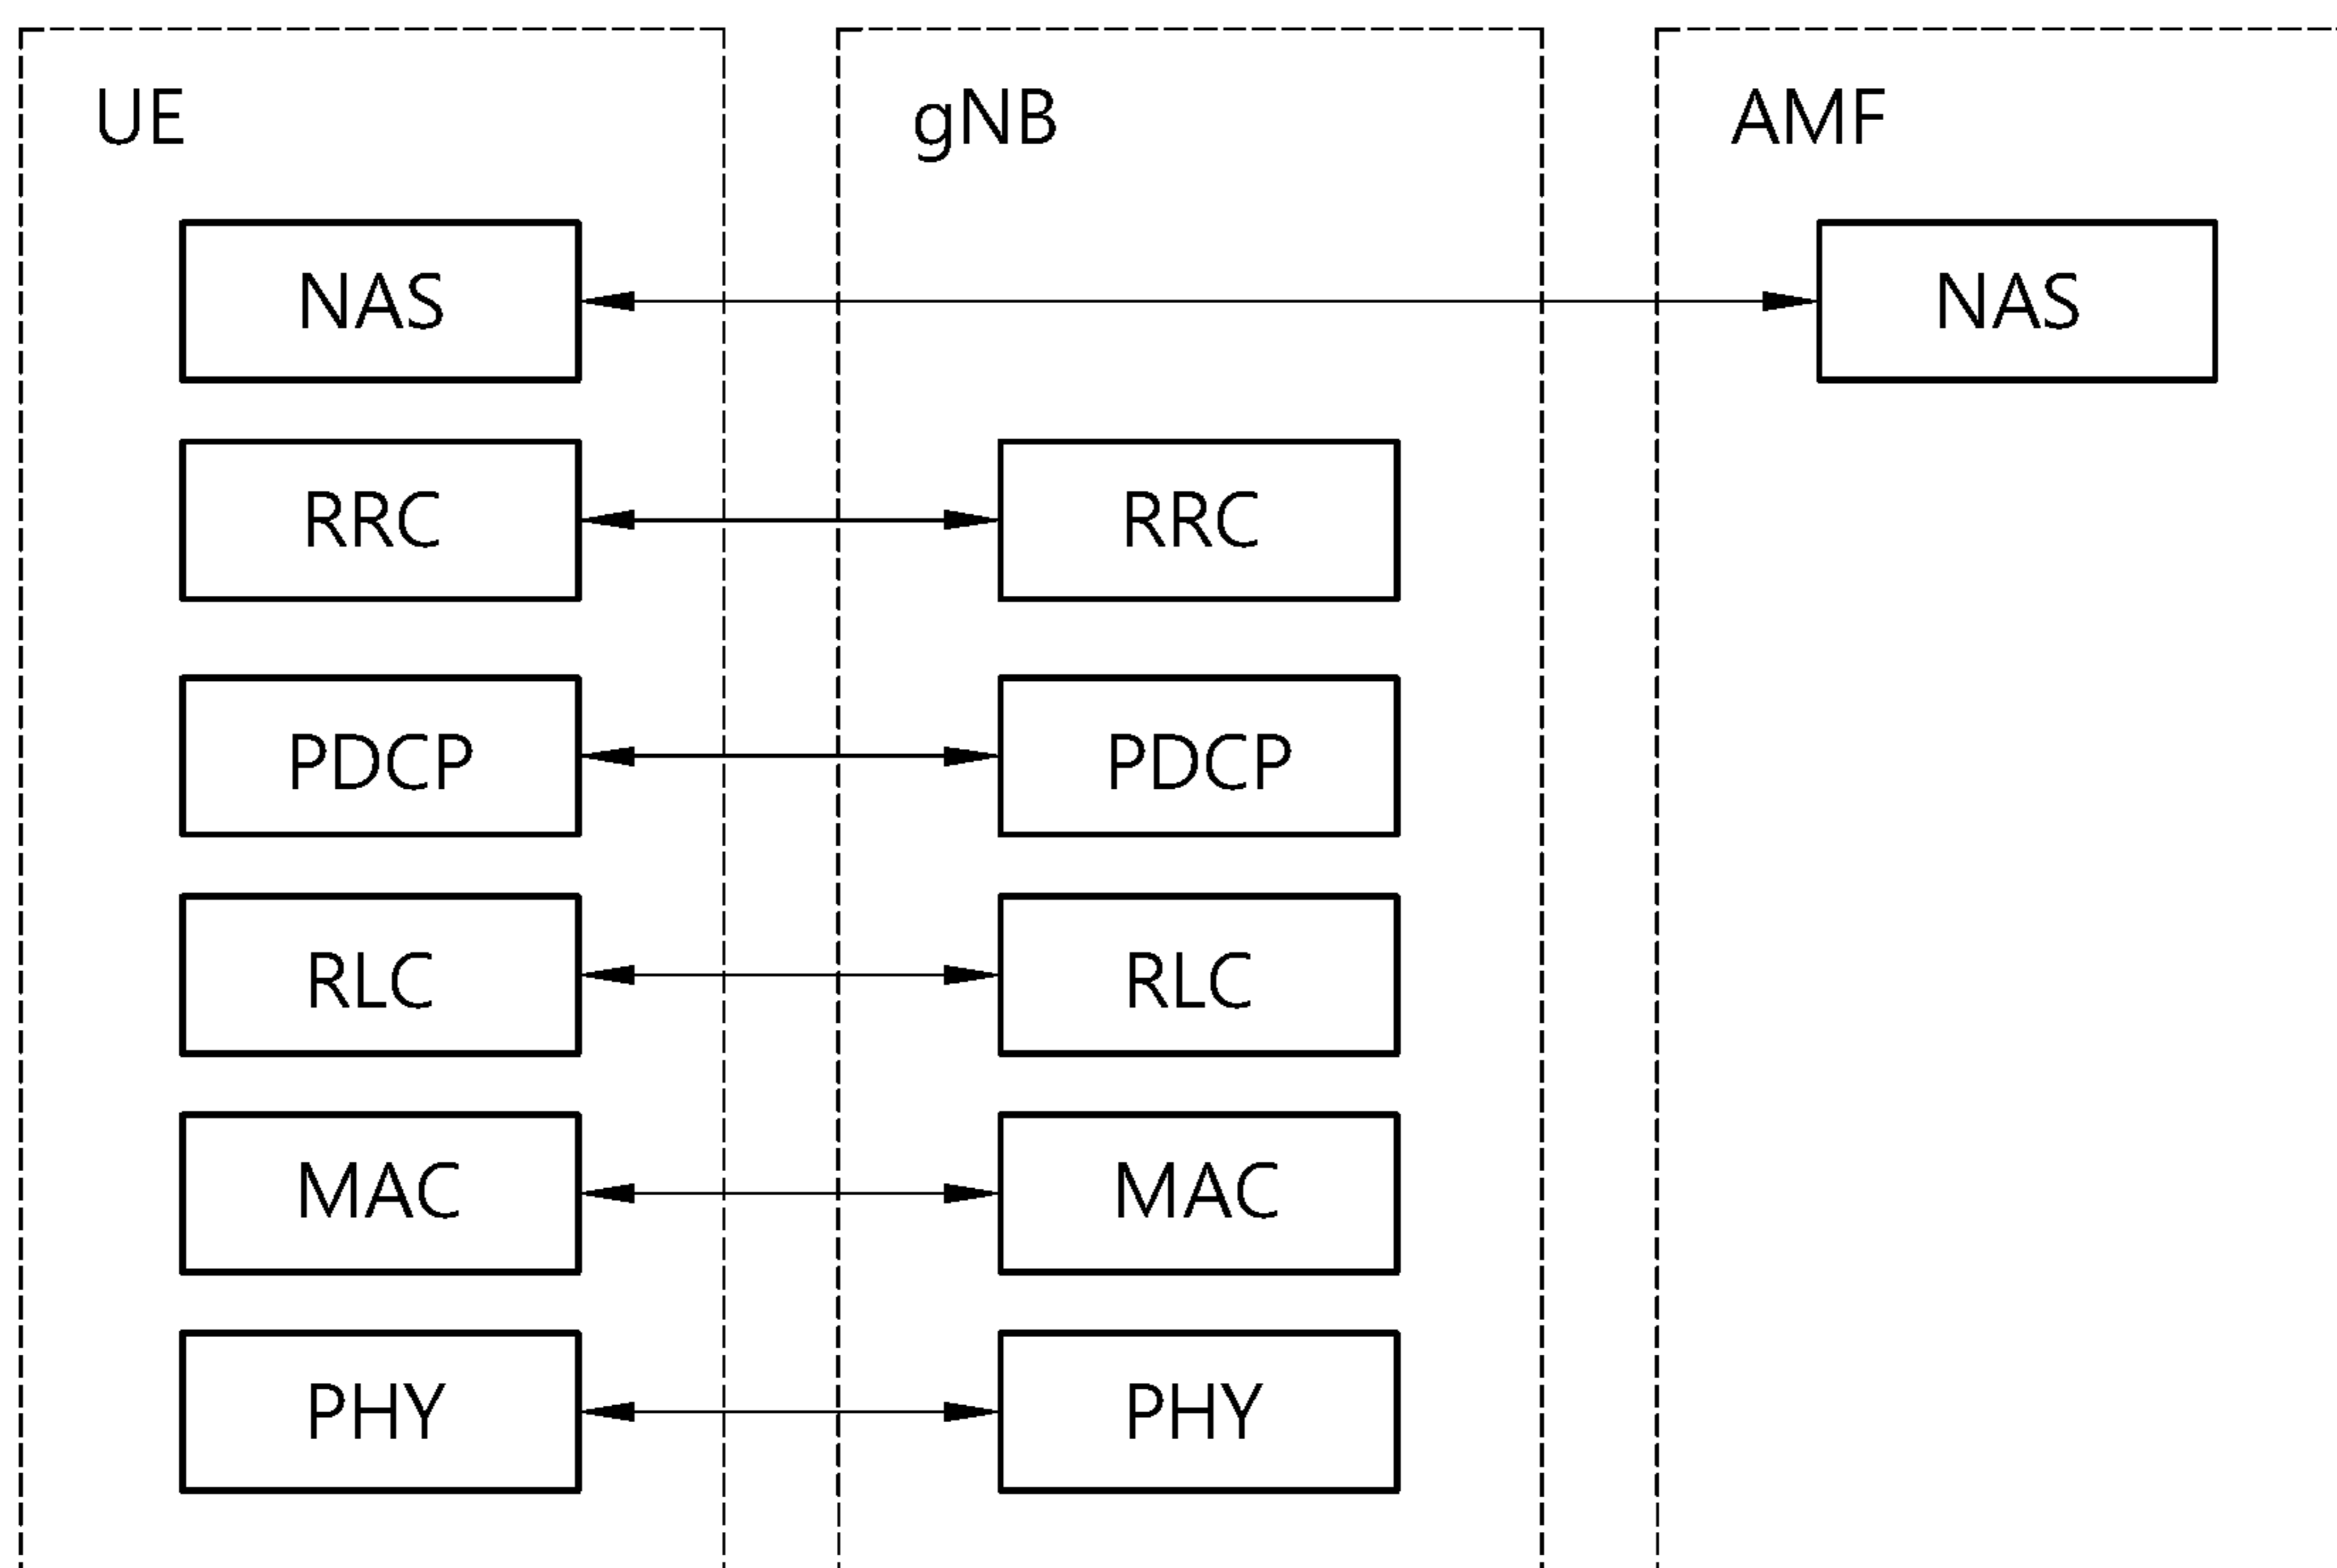 UE
gNB
AMF
NAS
NAS
RRC
RRC
PDCP
PDCP
RLC
RLC
MAC
MAC
PHY
PHY